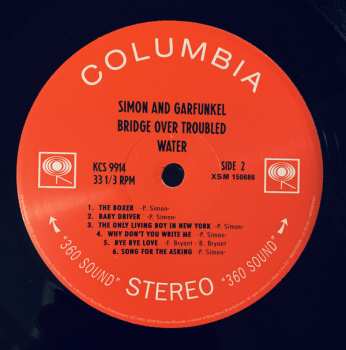 COLUMBIA
SIMON AND GARFUNKEL
BRIDGE OVER TROUBLED
WATER
KCS 9914
33 1/3 RPM
SIDE 2
XSM 150686
1. THE BOXER -P. Simon-
2. BABY DRIVER -P. Simon-
3. THE ONLY LIVING BOY IN NEW YORK -P. Simon-
4. WHY DON'T YOU WRITE ME -P. Simon-
5. BYE BYE LOVE -F. Bryant - B. Bryant
6. SONG FOR THE ASKING -P. Simon-
"360 SOUND" STEREO "360 SOUND"